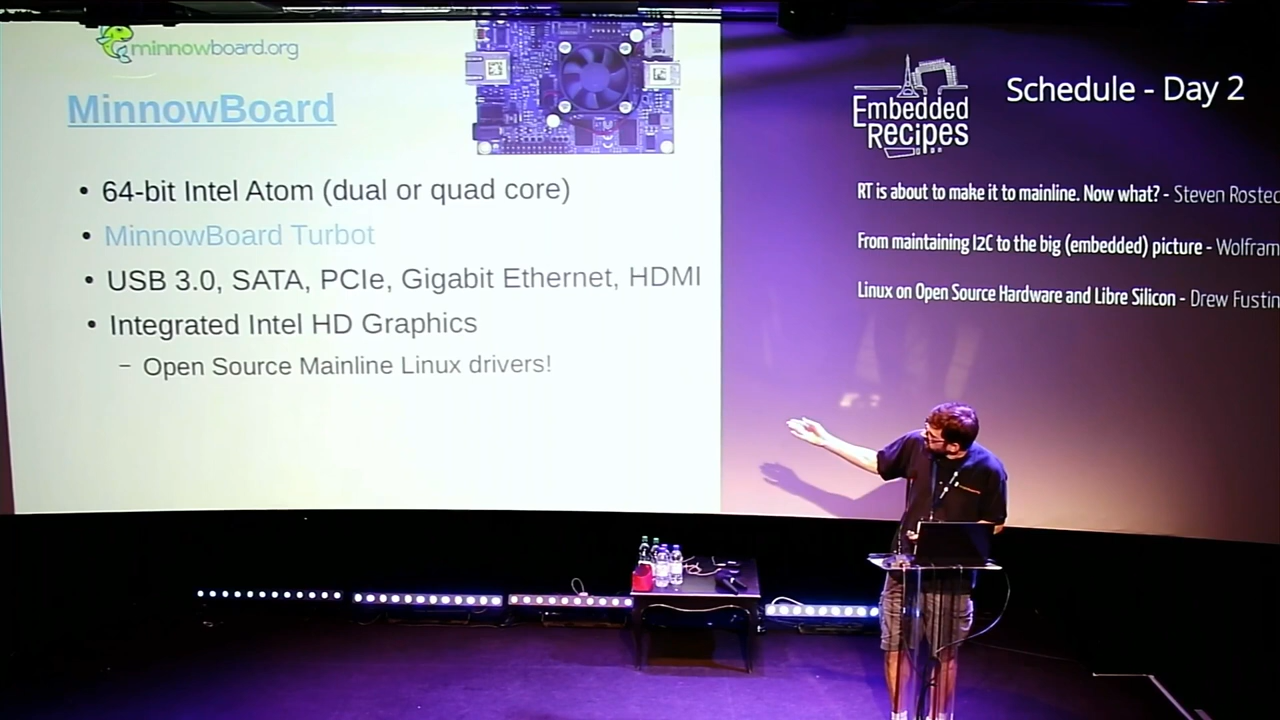 minnowboard.org
MinnowBoard
• 64-bit Intel Atom (dual or quad core)
• MinnowBoard Turbot
• USB 3.0, SATA, PCIe, Gigabit Ethernet, HDMI
• Integrated Intel HD Graphics
– Open Source Mainline Linux drivers!
Embedded
Recipes
Schedule - Day 2
RT is about to make it to mainline. Now what? - Steven Rosted
From maintaining I2C to the big (embedded) picture - Wolfram
Linux on Open Source Hardware and Libre Silicon - Drew Fustin